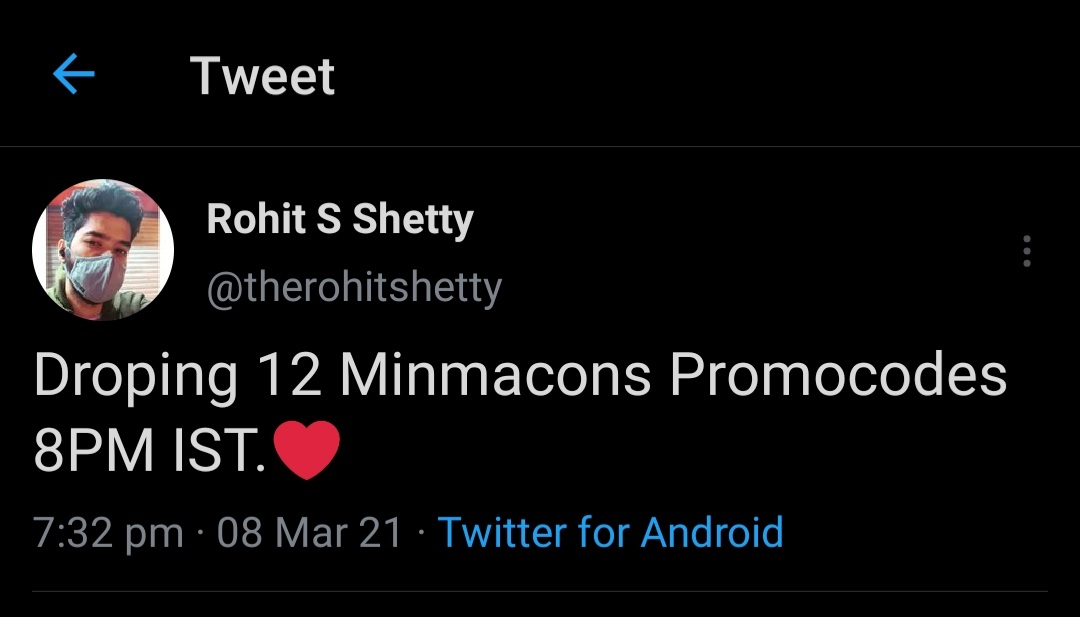 Tweet
Rohit S Shetty
@therohitshetty
Droping 12 Minmacons Promocodes
8PM IST.❤
7:32 pm · 08 Mar 21 · Twitter for Android